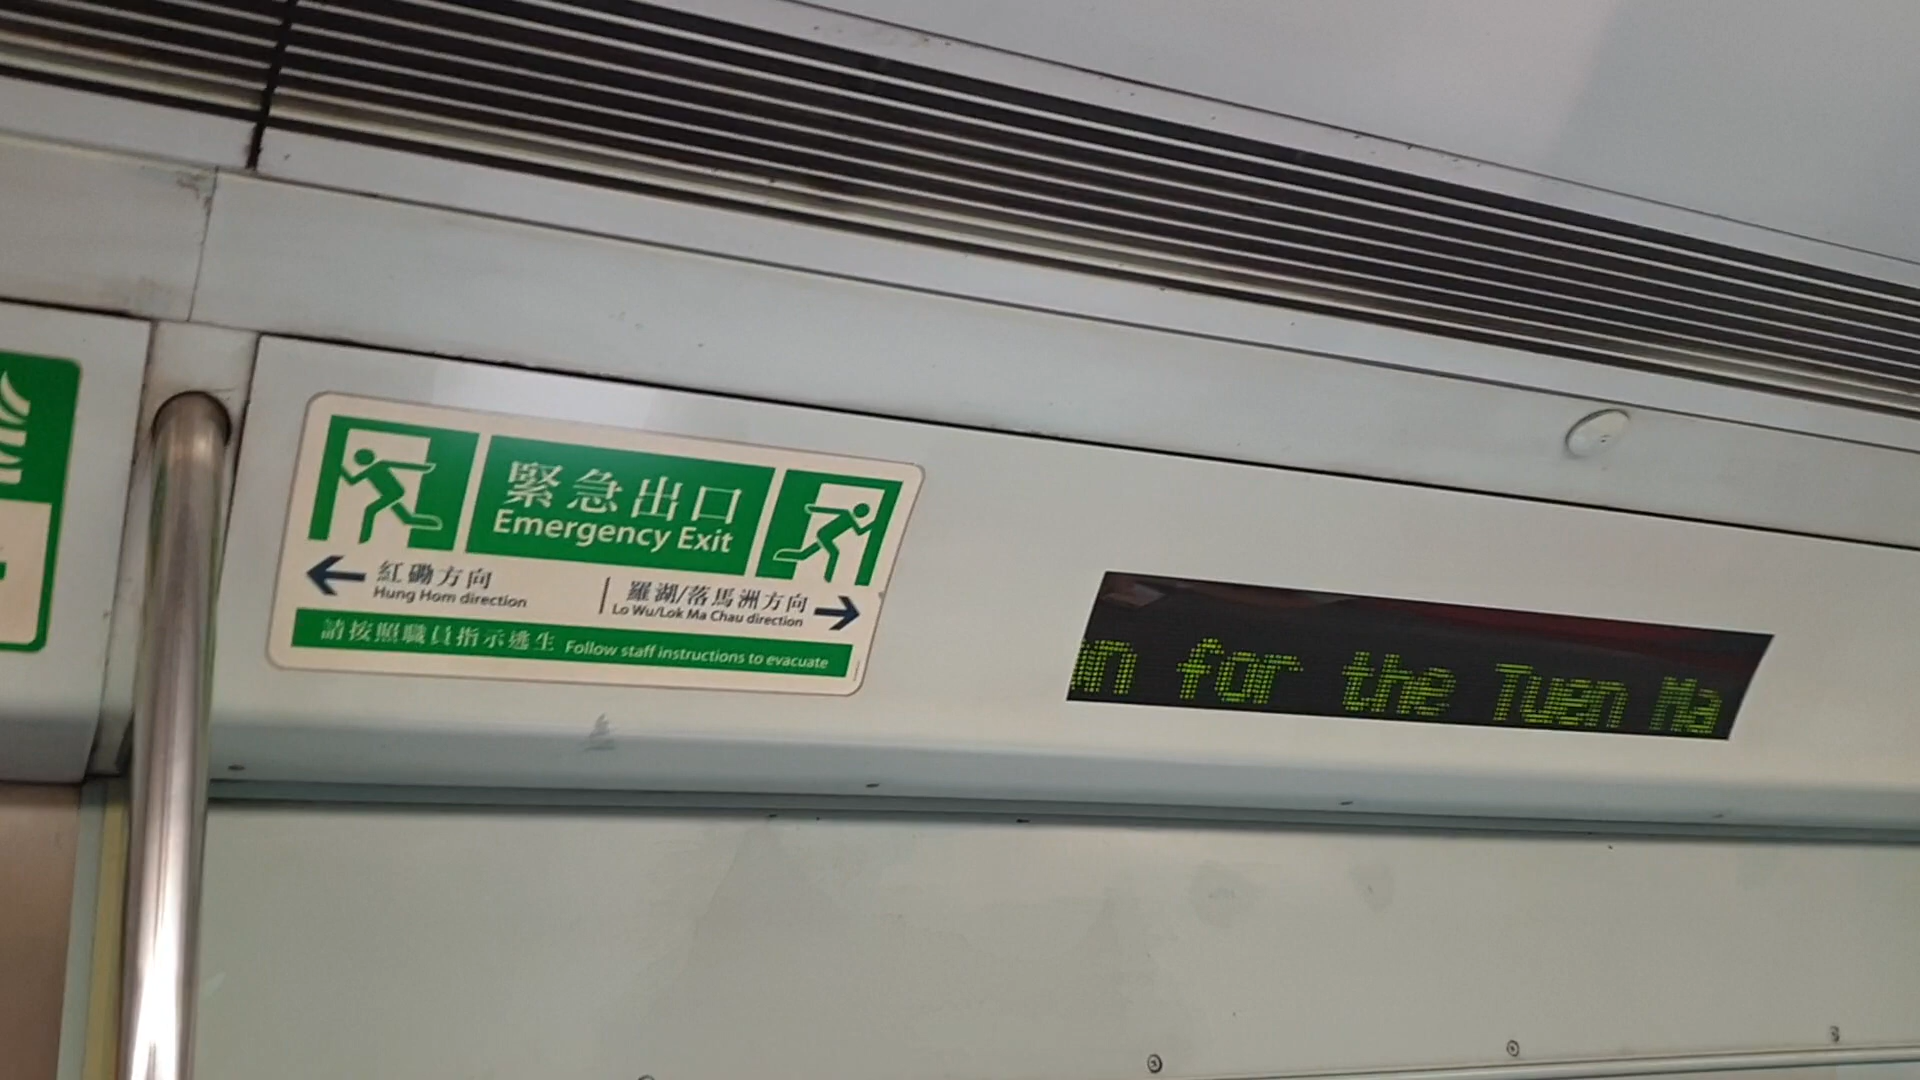 緊急出口
Emergency Exit
紅磡方向
Hung Hom direction
羅湖/落馬洲方向
Lo Wu/Lok Ma Chau direction
請按照職員指示逃生 Follow staff instructions to evacuate
for the Tuen Ma